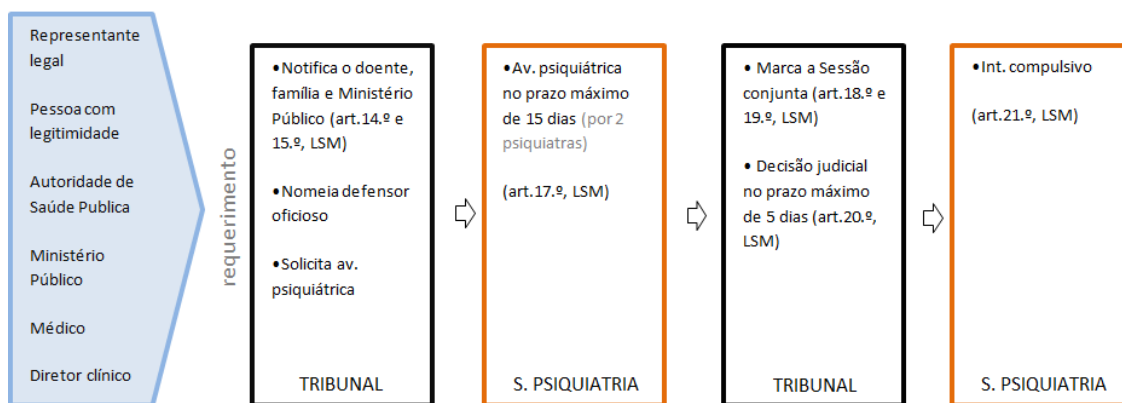 Representante
legal
Pessoa com
legitimidade
Autoridade de
Saúde Publica
Ministério
Público
Médico
Diretor clínico
requerimento
•Notifica o doente,
família e Ministério
Público (art.14.º e
15.º, LSM)
•Nomeia defensor
oficioso
•Solicita av.
psiquiátrica
TRIBUNAL
•Av. psiquiátrica
no prazo máximo
de 15 dias (por 2
psiquiatras)
(art.17.º, LSM)
S. PSIQUIATRIA
• Marca a Sessão
conjunta (art.18.º e
19.º, LSM)
• Decisão judicial
no prazo máximo
de 5 dias (art.20.º,
LSM)
TRIBUNAL
•Int. compulsivo
(art.21.º, LSM)
S. PSIQUIATRIA